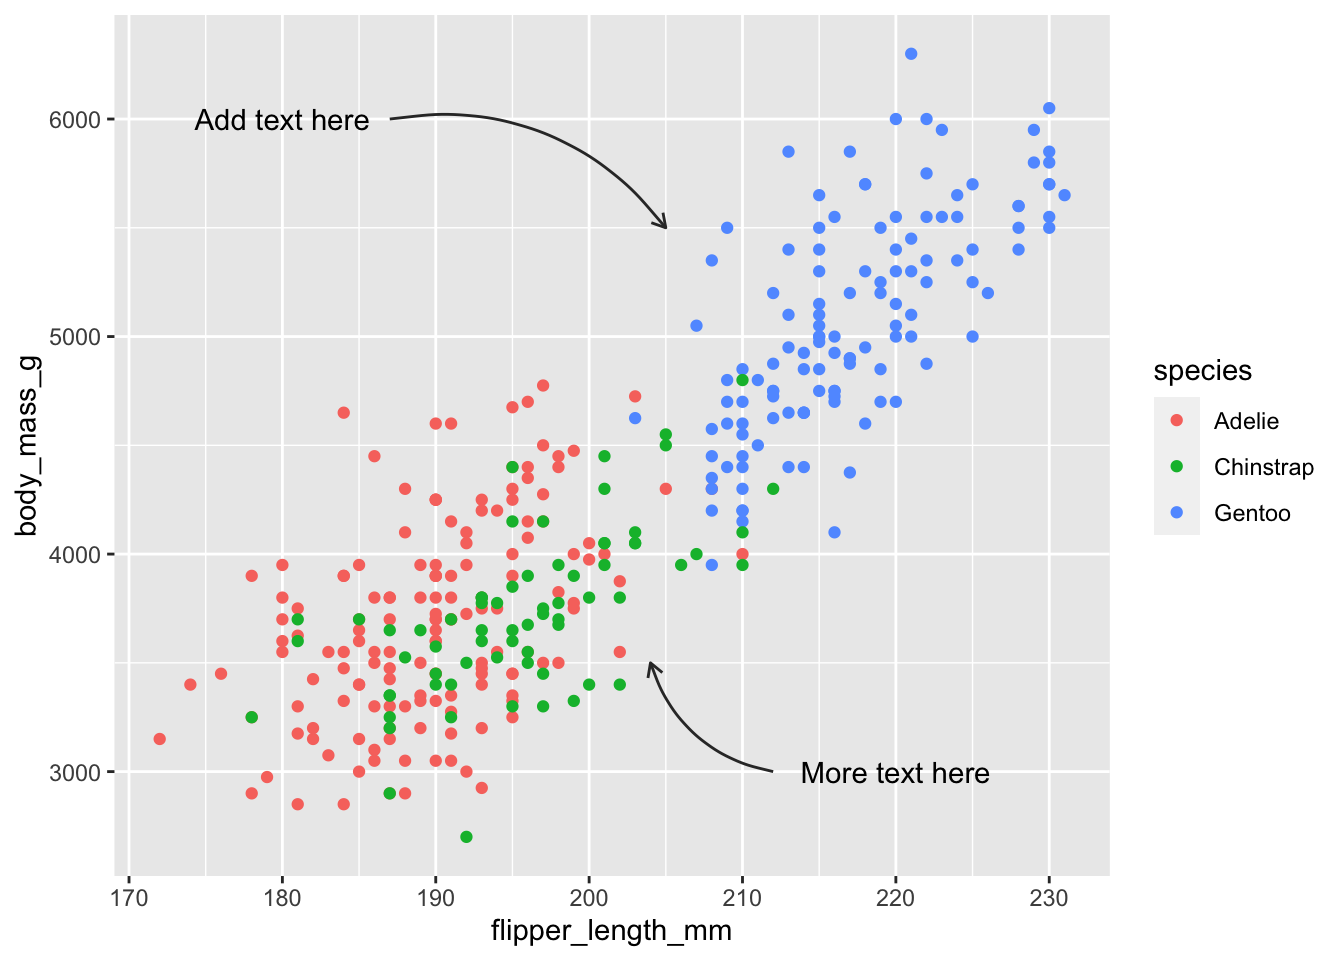 6000
5000
4000
3000
body_mass_g
Add text here
More text here
170 180 190 200 210 220 230
flipper_length_mm
species
Adelie
Chinstrap
Gentoo